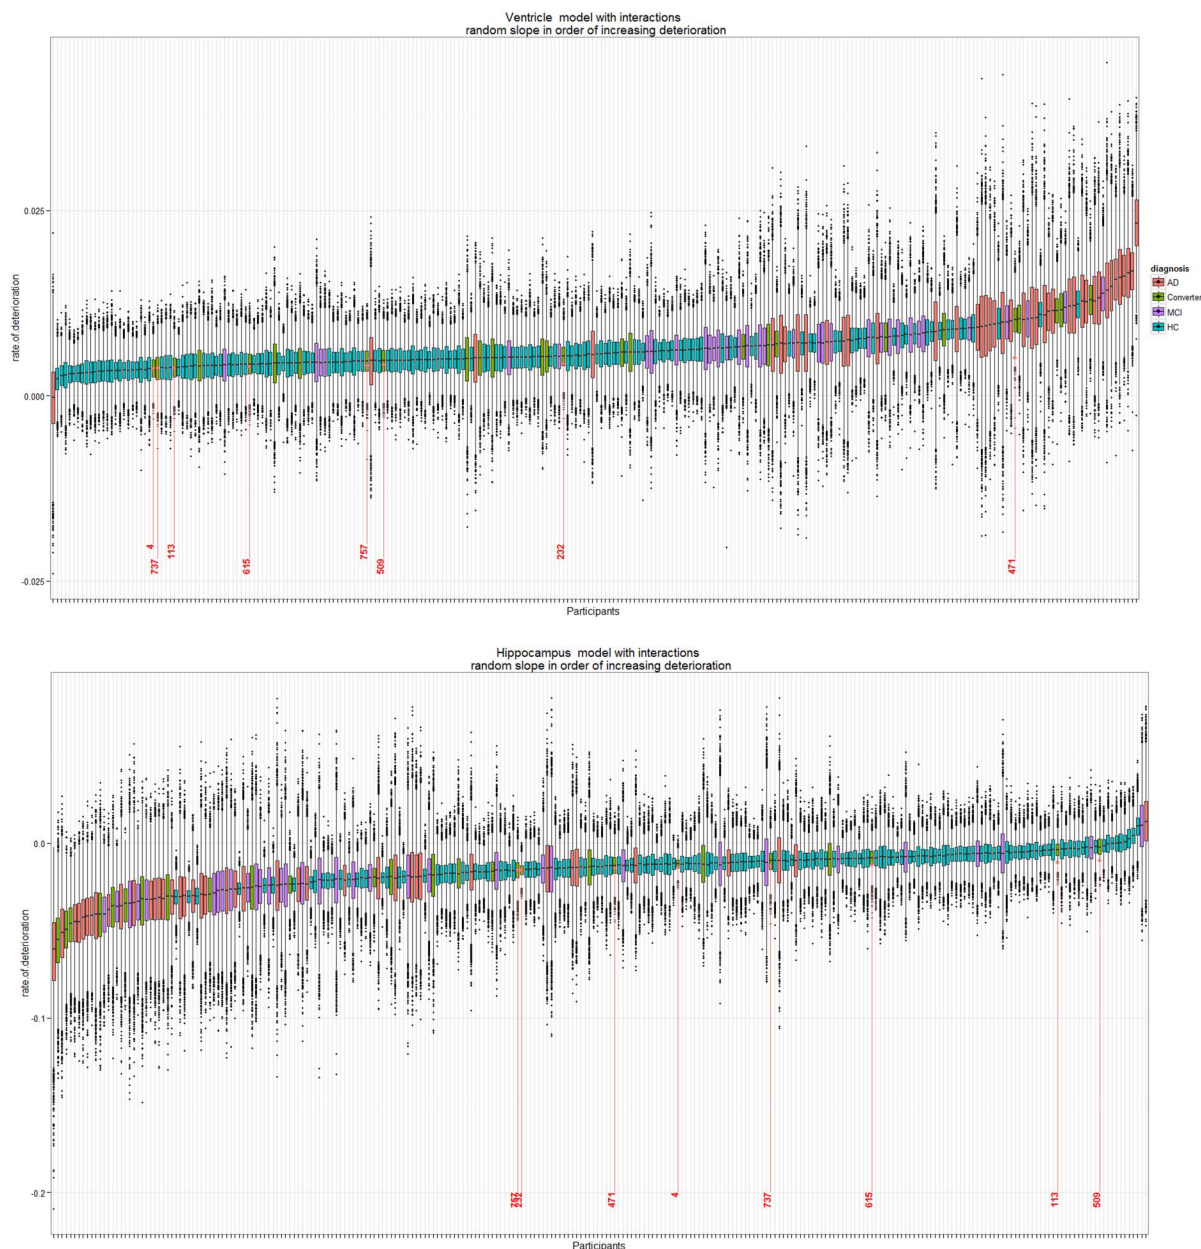 Ventricle model with interactions
random slope in order of increasing deterioration
rate of deterioration
0.025
0.000
-0.025
4
737
113
615
757
509
232
471
Participants
diagnosis
AD
Converter
MCI
HC
Hippocampus model with interactions
random slope in order of increasing deterioration
rate of deterioration
0.0
-0.1
-0.2
232
471
4
737
615
113
509
Participants